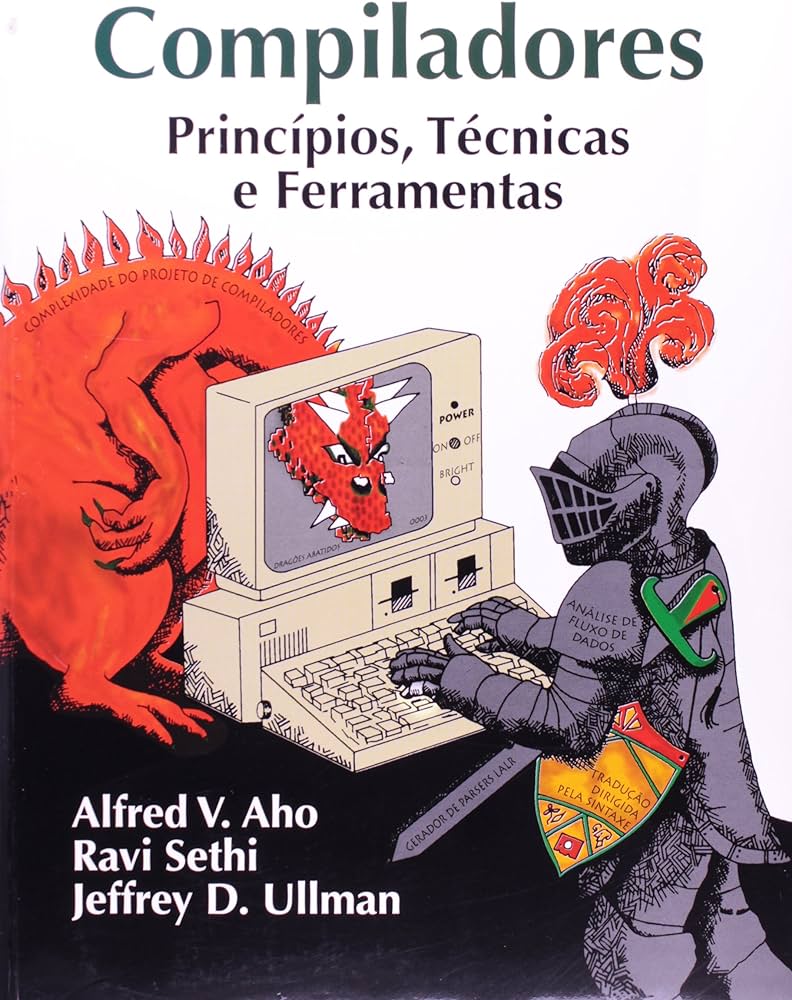 Compiladores
Princípios, Técnicas
e Ferramentas
COMPLEXIDADE DO PROJETO DE COMPILADORES
POWER
ON OFF
BRIGHT
DRAGÕES ABATIDOS 0003
ANÁLISE DE
FLUXO DE
DADOS
TRADUÇÃO
DIRIGIDA
PELA SINTAXE
GERADOR DE PARSERS LALR
Alfred V. Aho
Ravi Sethi
Jeffrey D. Ullman